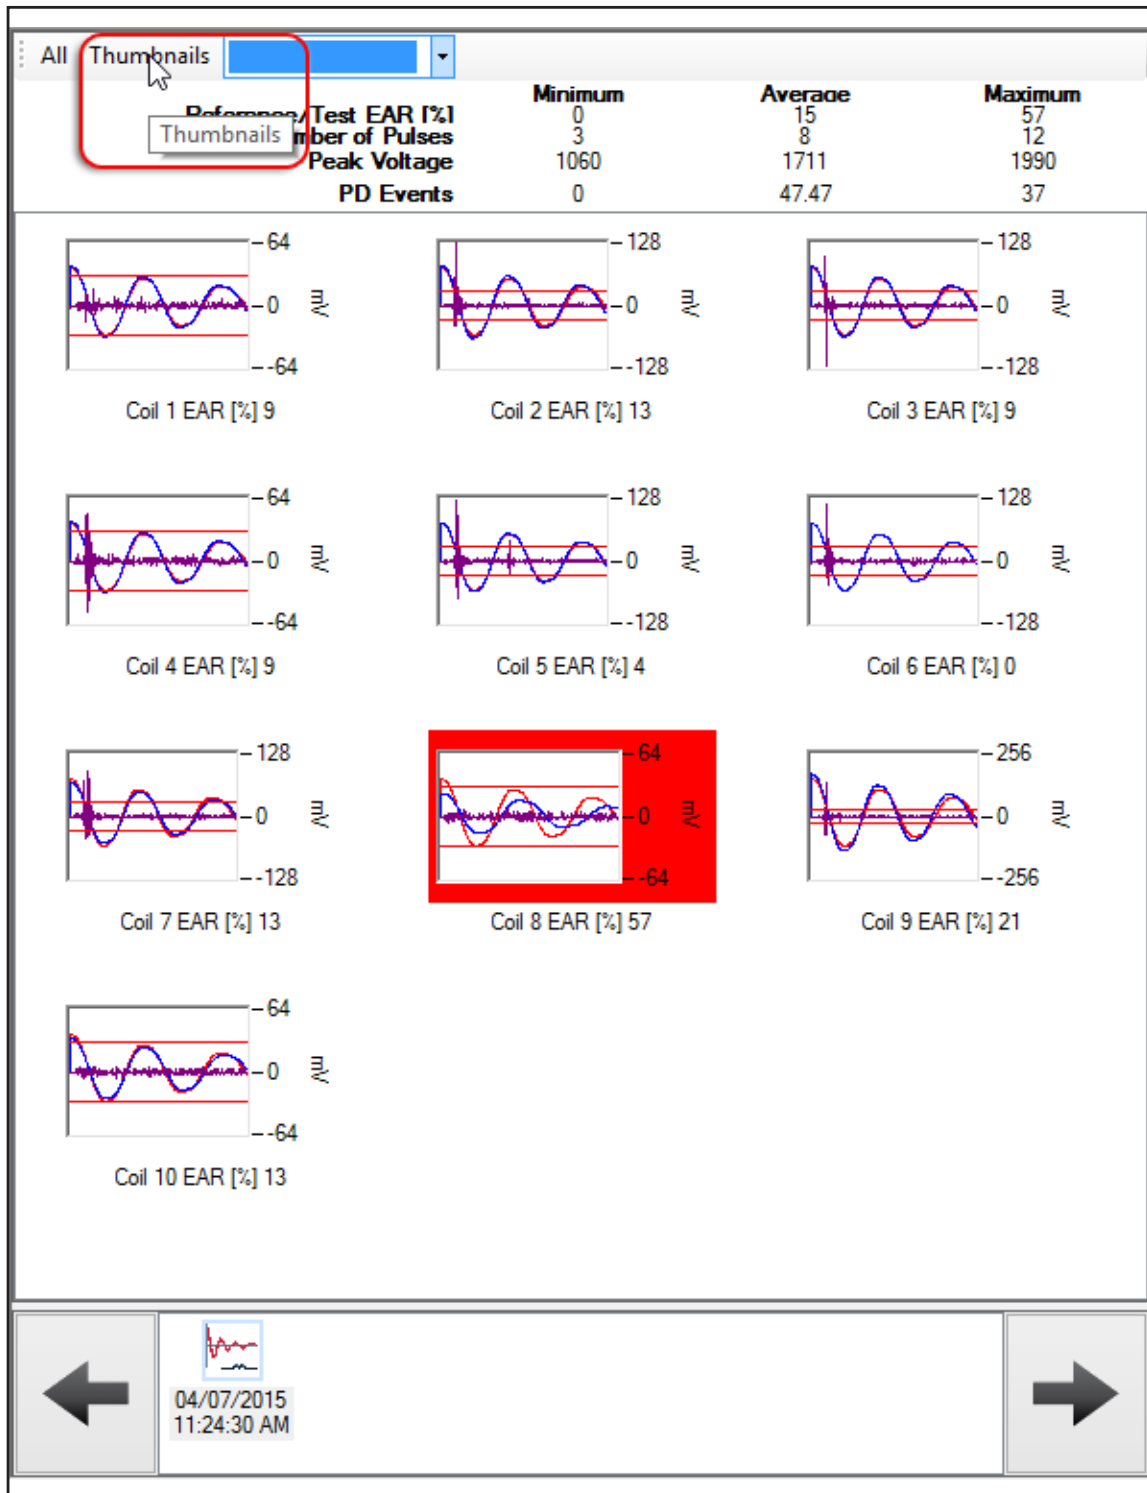 All Thumbnails
Minimum Average Maximum
/Test EAR [%] 0 15 57
Thumbnails
mber of Pulses 3 8 12
Peak Voltage 1060 1711 1990
PD Events 0 47.47 37
64 128 128
0 mV 0 mV 0 mV
-64 -128 -128
Coil 1 EAR [%] 9 Coil 2 EAR [%] 13 Coil 3 EAR [%] 9
64 128 128
0 mV 0 mV 0 mV
-64 -128 -128
Coil 4 EAR [%] 9 Coil 5 EAR [%] 4 Coil 6 EAR [%] 0
128 64 256
0 mV 0 mV 0 mV
-128 -64 -256
Coil 7 EAR [%] 13 Coil 8 EAR [%] 57 Coil 9 EAR [%] 21
64
0 mV
-64
Coil 10 EAR [%] 13
04/07/2015
11:24:30 AM